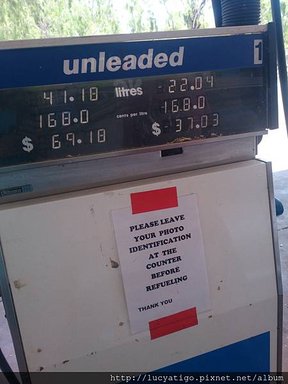 unleaded
1
41.18 litres 22.04
168.0 cents per litre 168.0
$ 69.18 $ 37.03
PLEASE LEAVE
YOUR PHOTO
IDENTIFICATION
AT THE
COUNTER
BEFORE
REFUELING
THANK YOU
http://lucyatigo.pixnet.net/album